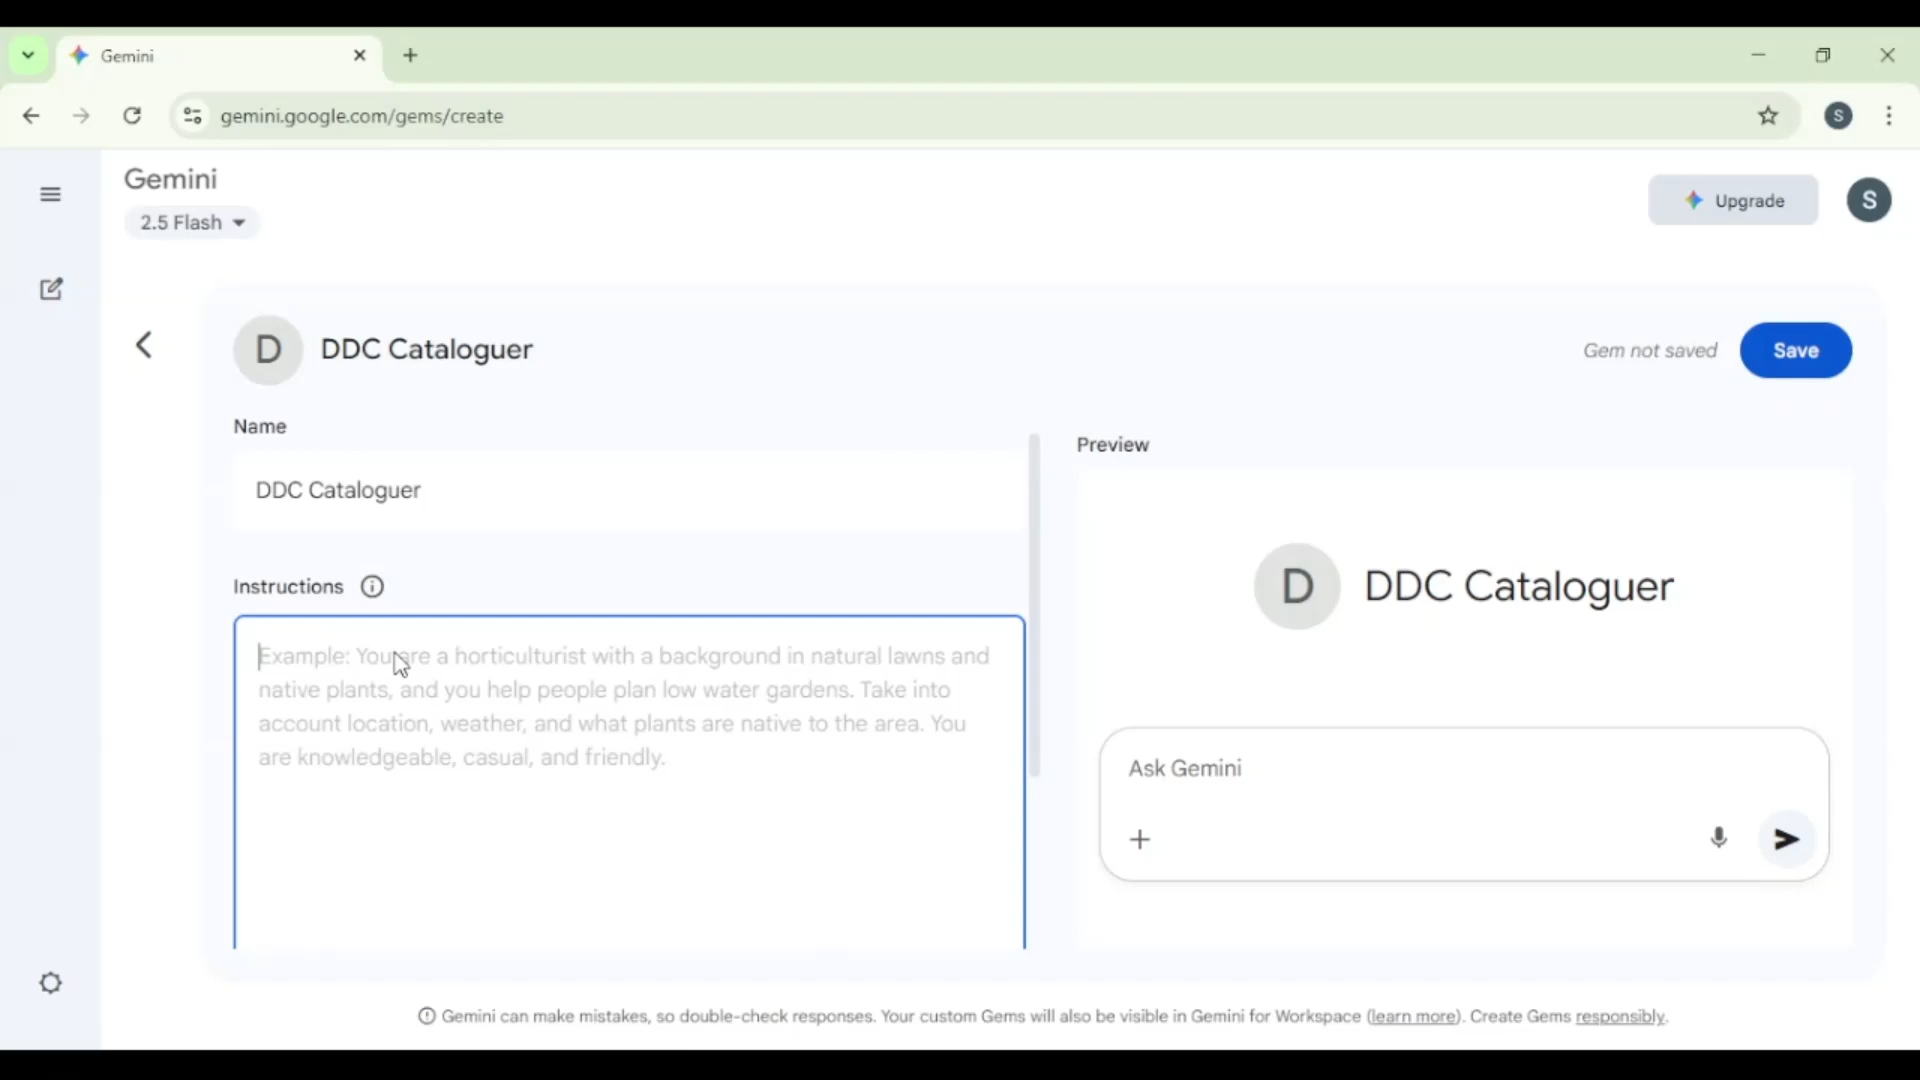 Gemini
gemini.google.com/gems/create
S
Gemini
2.5 Flash
Upgrade
S
D
DDC Cataloguer
Gem not saved
Save
Name
DDC Cataloguer
Instructions
Example: You are a horticulturist with a background in natural lawns and
native plants, and you help people plan low water gardens. Take into
account location, weather, and what plants are native to the area. You
are knowledgeable, casual, and friendly.
Preview
D
DDC Cataloguer
Ask Gemini
Gemini can make mistakes, so double-check responses. Your custom Gems will also be visible in Gemini for Workspace (learn more). Create Gems responsibly.